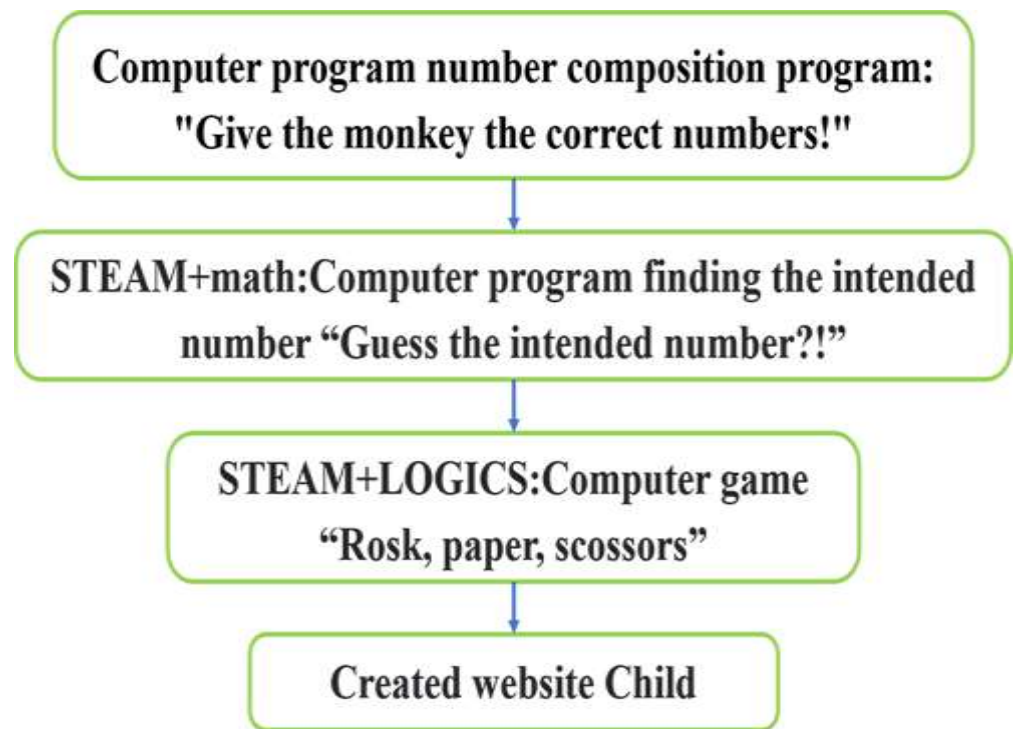 Computer program number composition program:
"Give the monkey the correct numbers!"
STEAM+math:Computer program finding the intended
number “Guess the intended number?!”
STEAM+LOGICS:Computer game
“Rosk, paper, scossors”
Created website Child